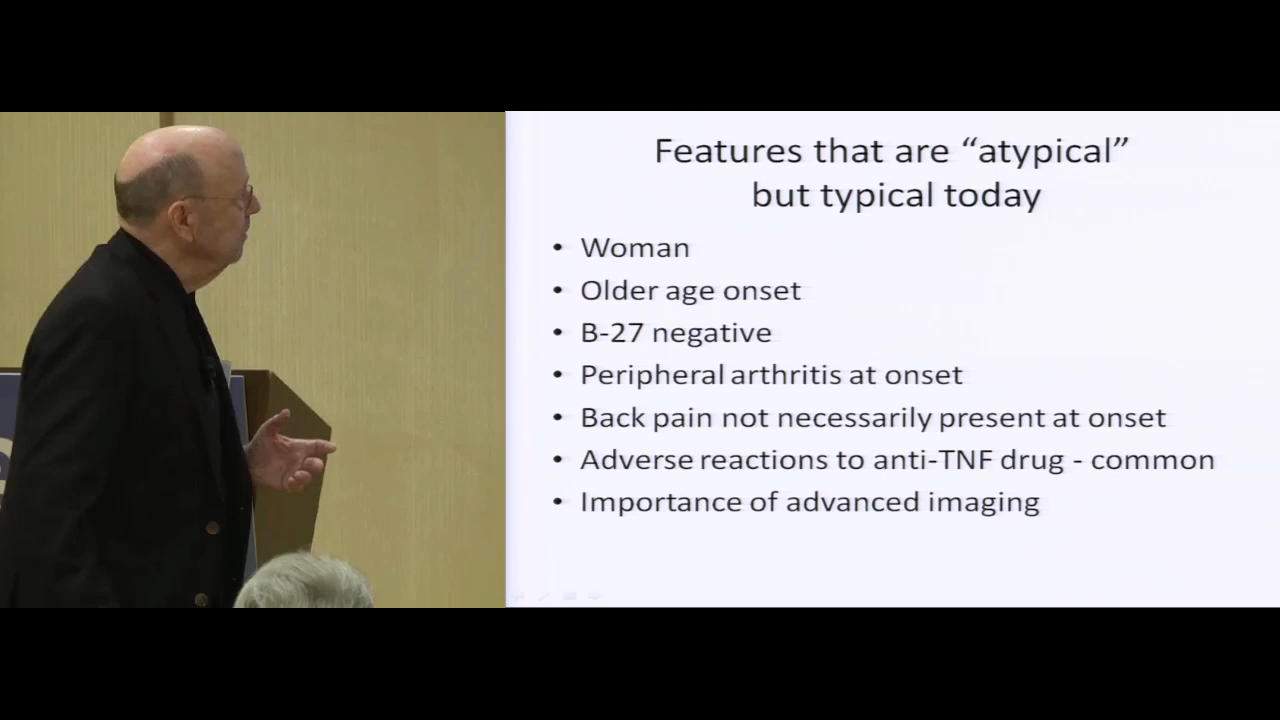 Features that are “atypical”
but typical today
• Woman
• Older age onset
• B-27 negative
• Peripheral arthritis at onset
• Back pain not necessarily present at onset
• Adverse reactions to anti-TNF drug - common
• Importance of advanced imaging